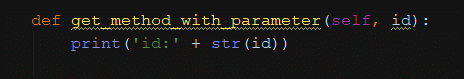 def get_method_with_parameter(self, id):
print('id:' + str(id))